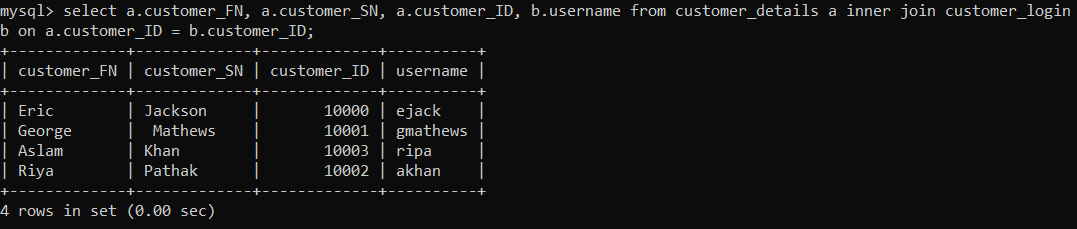 mysql> select a.customer_FN, a.customer_SN, a.customer_ID, b.username from customer_details a inner join customer_login
b on a.customer_ID = b.customer_ID;
+-------------+-------------+-------------+----------+
| customer_FN | customer_SN | customer_ID | username |
+-------------+-------------+-------------+----------+
| Eric        | Jackson     |       10000 | ejack    |
| George      |  Mathews    |       10001 | gmathews |
| Aslam       | Khan        |       10003 | ripa     |
| Riya        | Pathak      |       10002 | akhan    |
+-------------+-------------+-------------+----------+
4 rows in set (0.00 sec)